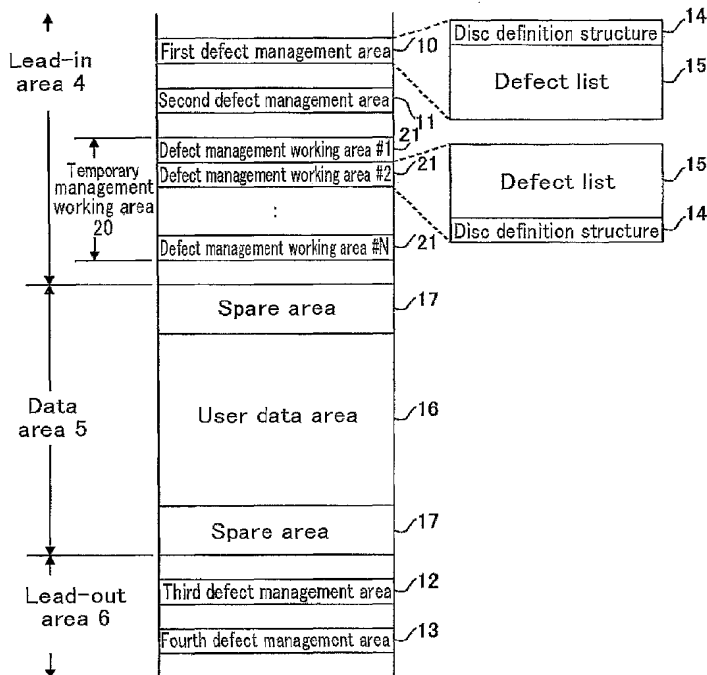 Lead-in
area 4
First defect management area
10
Disc definition structure
14
Defect list
15
Second defect management area
11
Temporary
management
working area
20
Defect management working area #1
21
Defect management working area #2
21
:
Defect management working area #N
21
Defect list
15
Disc definition structure
14
Data
area 5
Spare area
17
User data area
16
Spare area
17
Lead-out
area 6
Third defect management area
12
Fourth defect management area
13